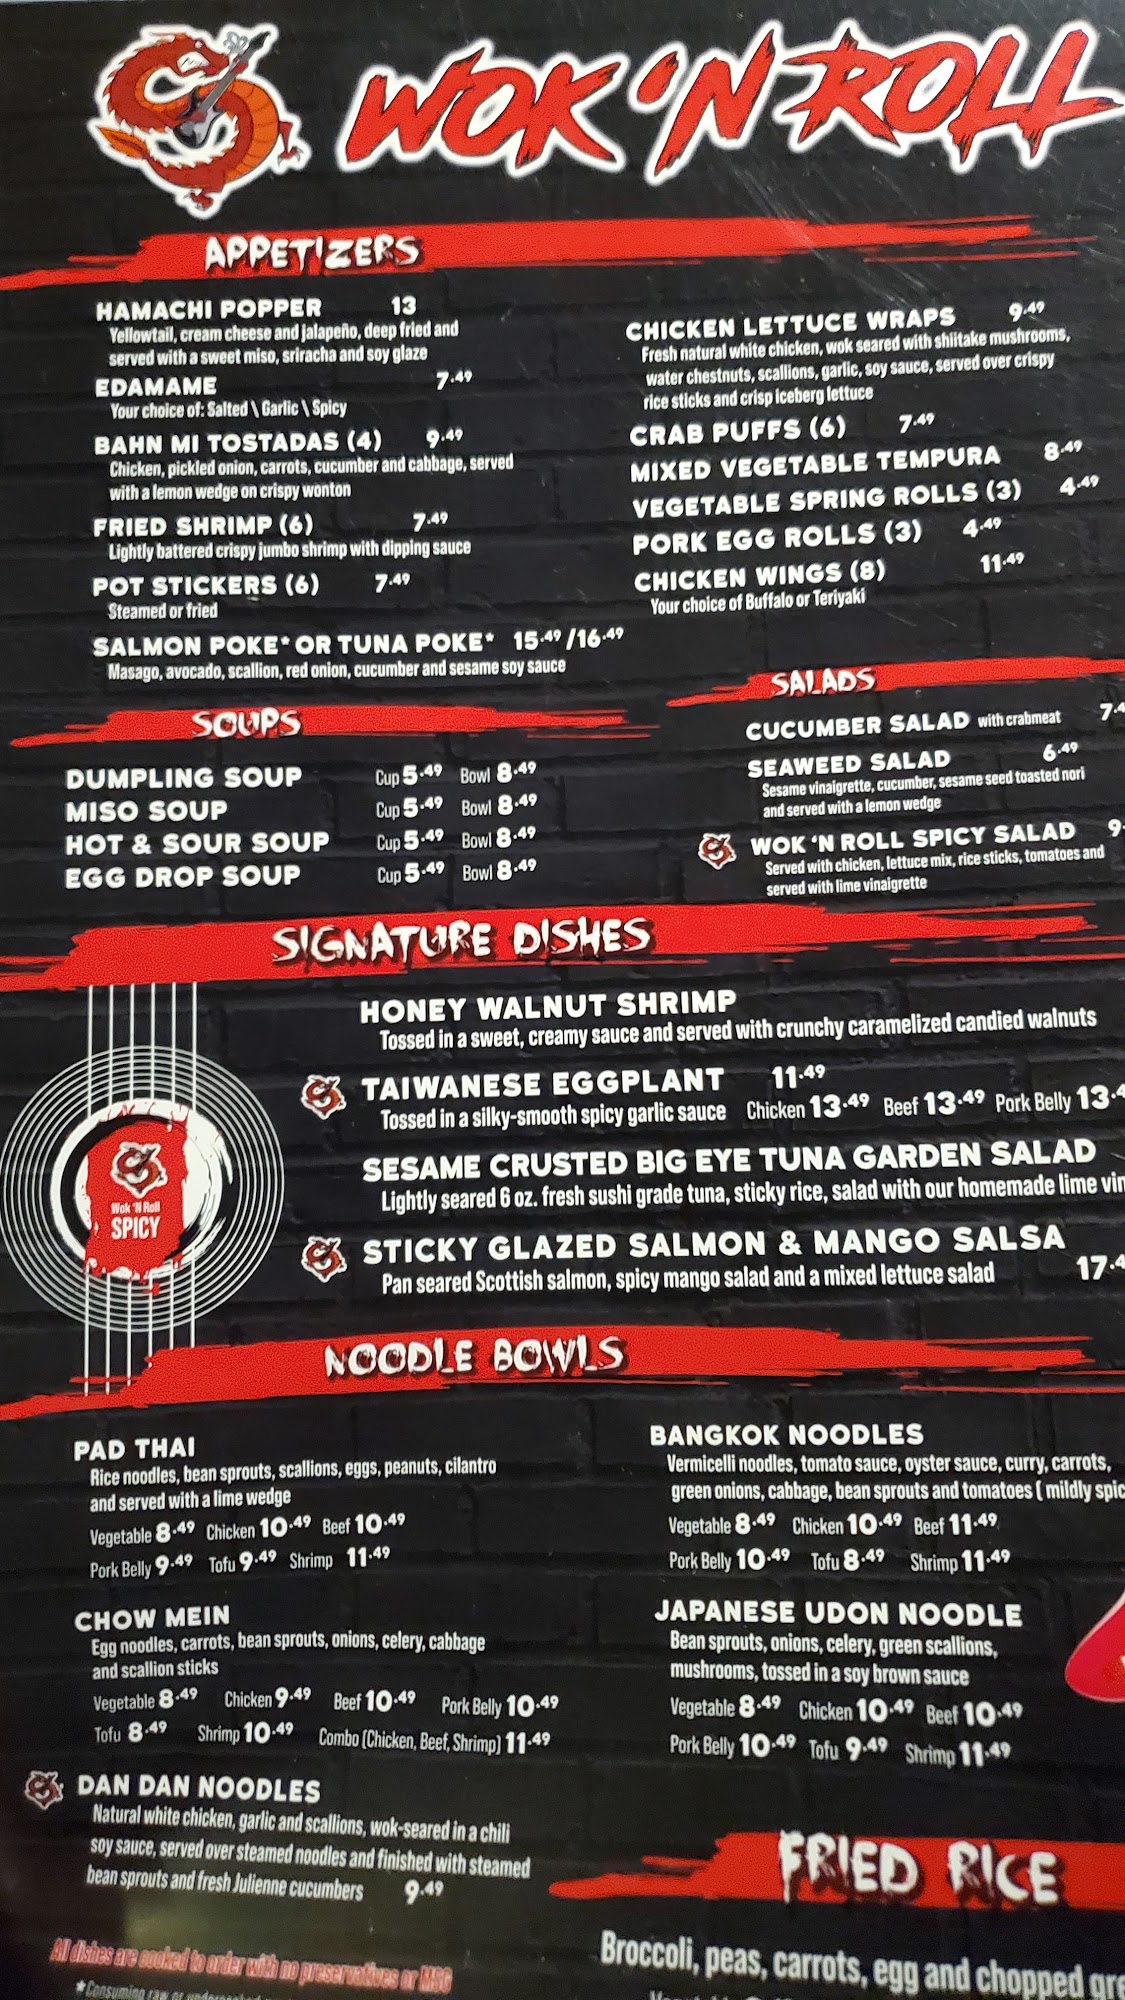 WOK 'N ROLL
APPETIZERS
HAMACHI POPPER 13
Yellowtail, cream cheese and jalapeño, deep fried and
served with a sweet miso, sriracha and soy glaze
EDAMAME 7.49
Your choice of: Salted \ Garlic \ Spicy
BAHN MI TOSTADAS (4) 9.49
Chicken, pickled onion, carrots, cucumber and cabbage, served
with a lemon wedge on crispy wonton
FRIED SHRIMP (6) 7.49
Lightly battered crispy jumbo shrimp with dipping sauce
POT STICKERS (6) 7.49
Steamed or fried
SALMON POKE* OR TUNA POKE* 15.49 /16.49
Masago, avocado, scallion, red onion, cucumber and sesame soy sauce
CHICKEN LETTUCE WRAPS 9.49
Fresh natural white chicken, wok seared with shiitake mushrooms,
water chestnuts, scallions, garlic, soy sauce, served over crispy
rice sticks and crisp iceberg lettuce
CRAB PUFFS (6) 7.49
MIXED VEGETABLE TEMPURA 8.49
VEGETABLE SPRING ROLLS (3) 4.49
PORK EGG ROLLS (3) 4.49
CHICKEN WINGS (8) 11.49
Your choice of Buffalo or Teriyaki
SOUPS
DUMPLING SOUP Cup 5.49 Bowl 8.49
MISO SOUP Cup 5.49 Bowl 8.49
HOT & SOUR SOUP Cup 5.49 Bowl 8.49
EGG DROP SOUP Cup 5.49 Bowl 8.49
SALADS
CUCUMBER SALAD with crabmeat 7.4
SEAWEED SALAD 6.49
Sesame vinaigrette, cucumber, sesame seed toasted nori
and served with a lemon wedge
WOK 'N ROLL SPICY SALAD 9.
Served with chicken, lettuce mix, rice sticks, tomatoes and
served with lime vinaigrette
SIGNATURE DISHES
Wok 'N Roll
SPICY
HONEY WALNUT SHRIMP
Tossed in a sweet, creamy sauce and served with crunchy caramelized candied walnuts
TAIWANESE EGGPLANT 11.49
Tossed in a silky-smooth spicy garlic sauce Chicken 13.49 Beef 13.49 Pork Belly 13.4
SESAME CRUSTED BIG EYE TUNA GARDEN SALAD
Lightly seared 6 oz. fresh sushi grade tuna, sticky rice, salad with our homemade lime vin
STICKY GLAZED SALMON & MANGO SALSA
Pan seared Scottish salmon, spicy mango salad and a mixed lettuce salad 17.4
NOODLE BOWLS
PAD THAI
Rice noodles, bean sprouts, scallions, eggs, peanuts, cilantro
and served with a lime wedge
Vegetable 8.49 Chicken 10.49 Beef 10.49
Pork Belly 9.49 Tofu 9.49 Shrimp 11.49
CHOW MEIN
Egg noodles, carrots, bean sprouts, onions, celery, cabbage
and scallion sticks
Vegetable 8.49 Chicken 9.49 Beef 10.49 Pork Belly 10.49
Tofu 8.49 Shrimp 10.49 Combo (Chicken, Beef, Shrimp) 11.49
DAN DAN NOODLES
Natural white chicken, garlic and scallions, wok-seared in a chili
soy sauce, served over steamed noodles and finished with steamed
bean sprouts and fresh Julienne cucumbers 9.49
BANGKOK NOODLES
Vermicelli noodles, tomato sauce, oyster sauce, curry, carrots,
green onions, cabbage, bean sprouts and tomatoes ( mildly spic
Vegetable 8.49 Chicken 10.49 Beef 11.49
Pork Belly 10.49 Tofu 8.49 Shrimp 11.49
JAPANESE UDON NOODLE
Bean sprouts, onions, celery, green scallions,
mushrooms, tossed in a soy brown sauce
Vegetable 8.49 Chicken 10.49 Beef 10.49
Pork Belly 10.49 Tofu 9.49 Shrimp 11.49
FRIED RICE
Broccoli, peas, carrots, egg and chopped gre
All dishes are cooked to order with no preservatives or MSG
*Consuming raw or